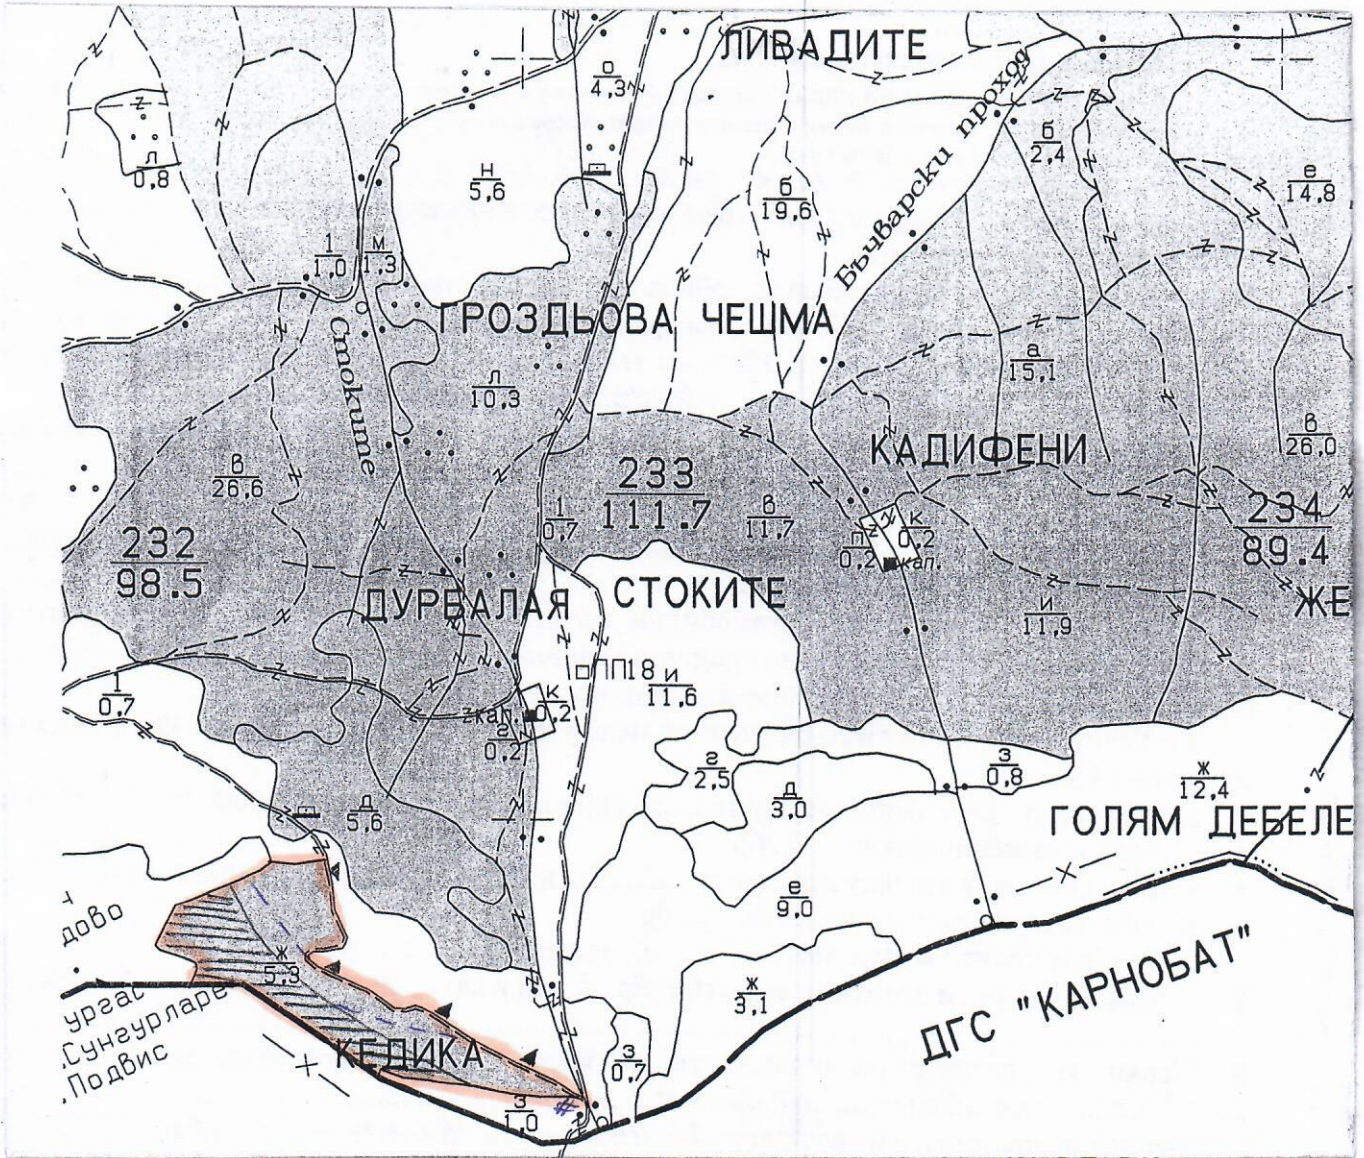 ЛИВАДИТЕ
о
4,3
Бъчварски проход
б
2,4
л
0,8
н
5,6
б
19,6
е
14,8
1
1,0
м
1,3
Стоките
ГРОЗДЬОВА ЧЕШМА
а
15,1
л
10,3
КАДИФЕНИ
в
26,0
в
26,6
233
111.7
1
0,7
в
11,7
234
89.4
232
98.5
к
0,2
п
0,2
кап.
ДУРБАЛАЯ
СТОКИТЕ
и
11,9
ЖЕ
ПП18
и
11,6
1
0,7
к
0,2
кап.
г
0,2
г
2,5
д
3,0
з
0,8
ж
12,4
д
5,6
ГОЛЯМ ДЕБЕЛЕ
е
9,0
дово
ж
5,3
ж
3,1
ДГС "КАРНОБАТ"
ургас
.Сунгурларе
.Подвис
КЕДИКА
з
0,7
з
1,0